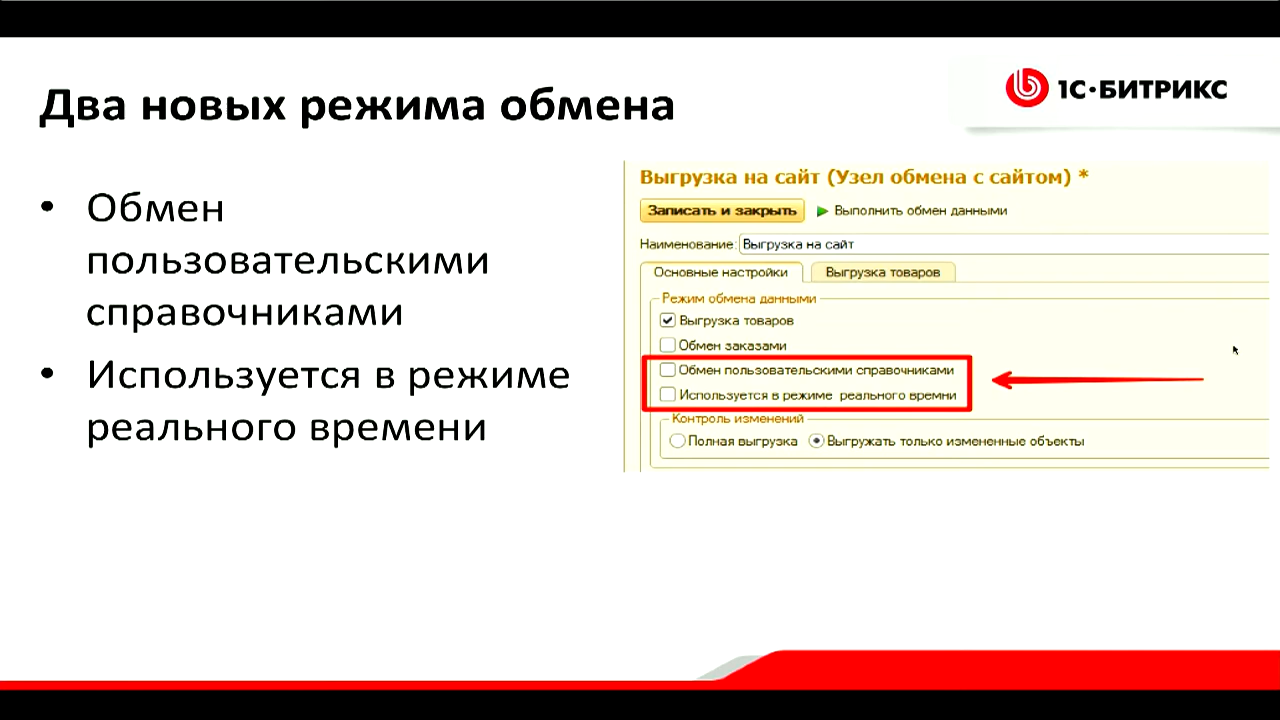 Два новых режима обмена
1С·БИТРИКС
• Обмен
пользовательскими
справочниками
• Используется в режиме
реального времени
Выгрузка на сайт (Узел обмена с сайтом) *
Записать и закрыть Выполнить обмен данными
Наименование: Выгрузка на сайт
Основные настройки Выгрузка товаров
Режим обмена данными
Выгрузка товаров
Обмен заказами
Обмен пользовательскими справочниками
Используется в режиме реального времни
Контроль изменений
Полная выгрузка Выгружать только измененные объекты